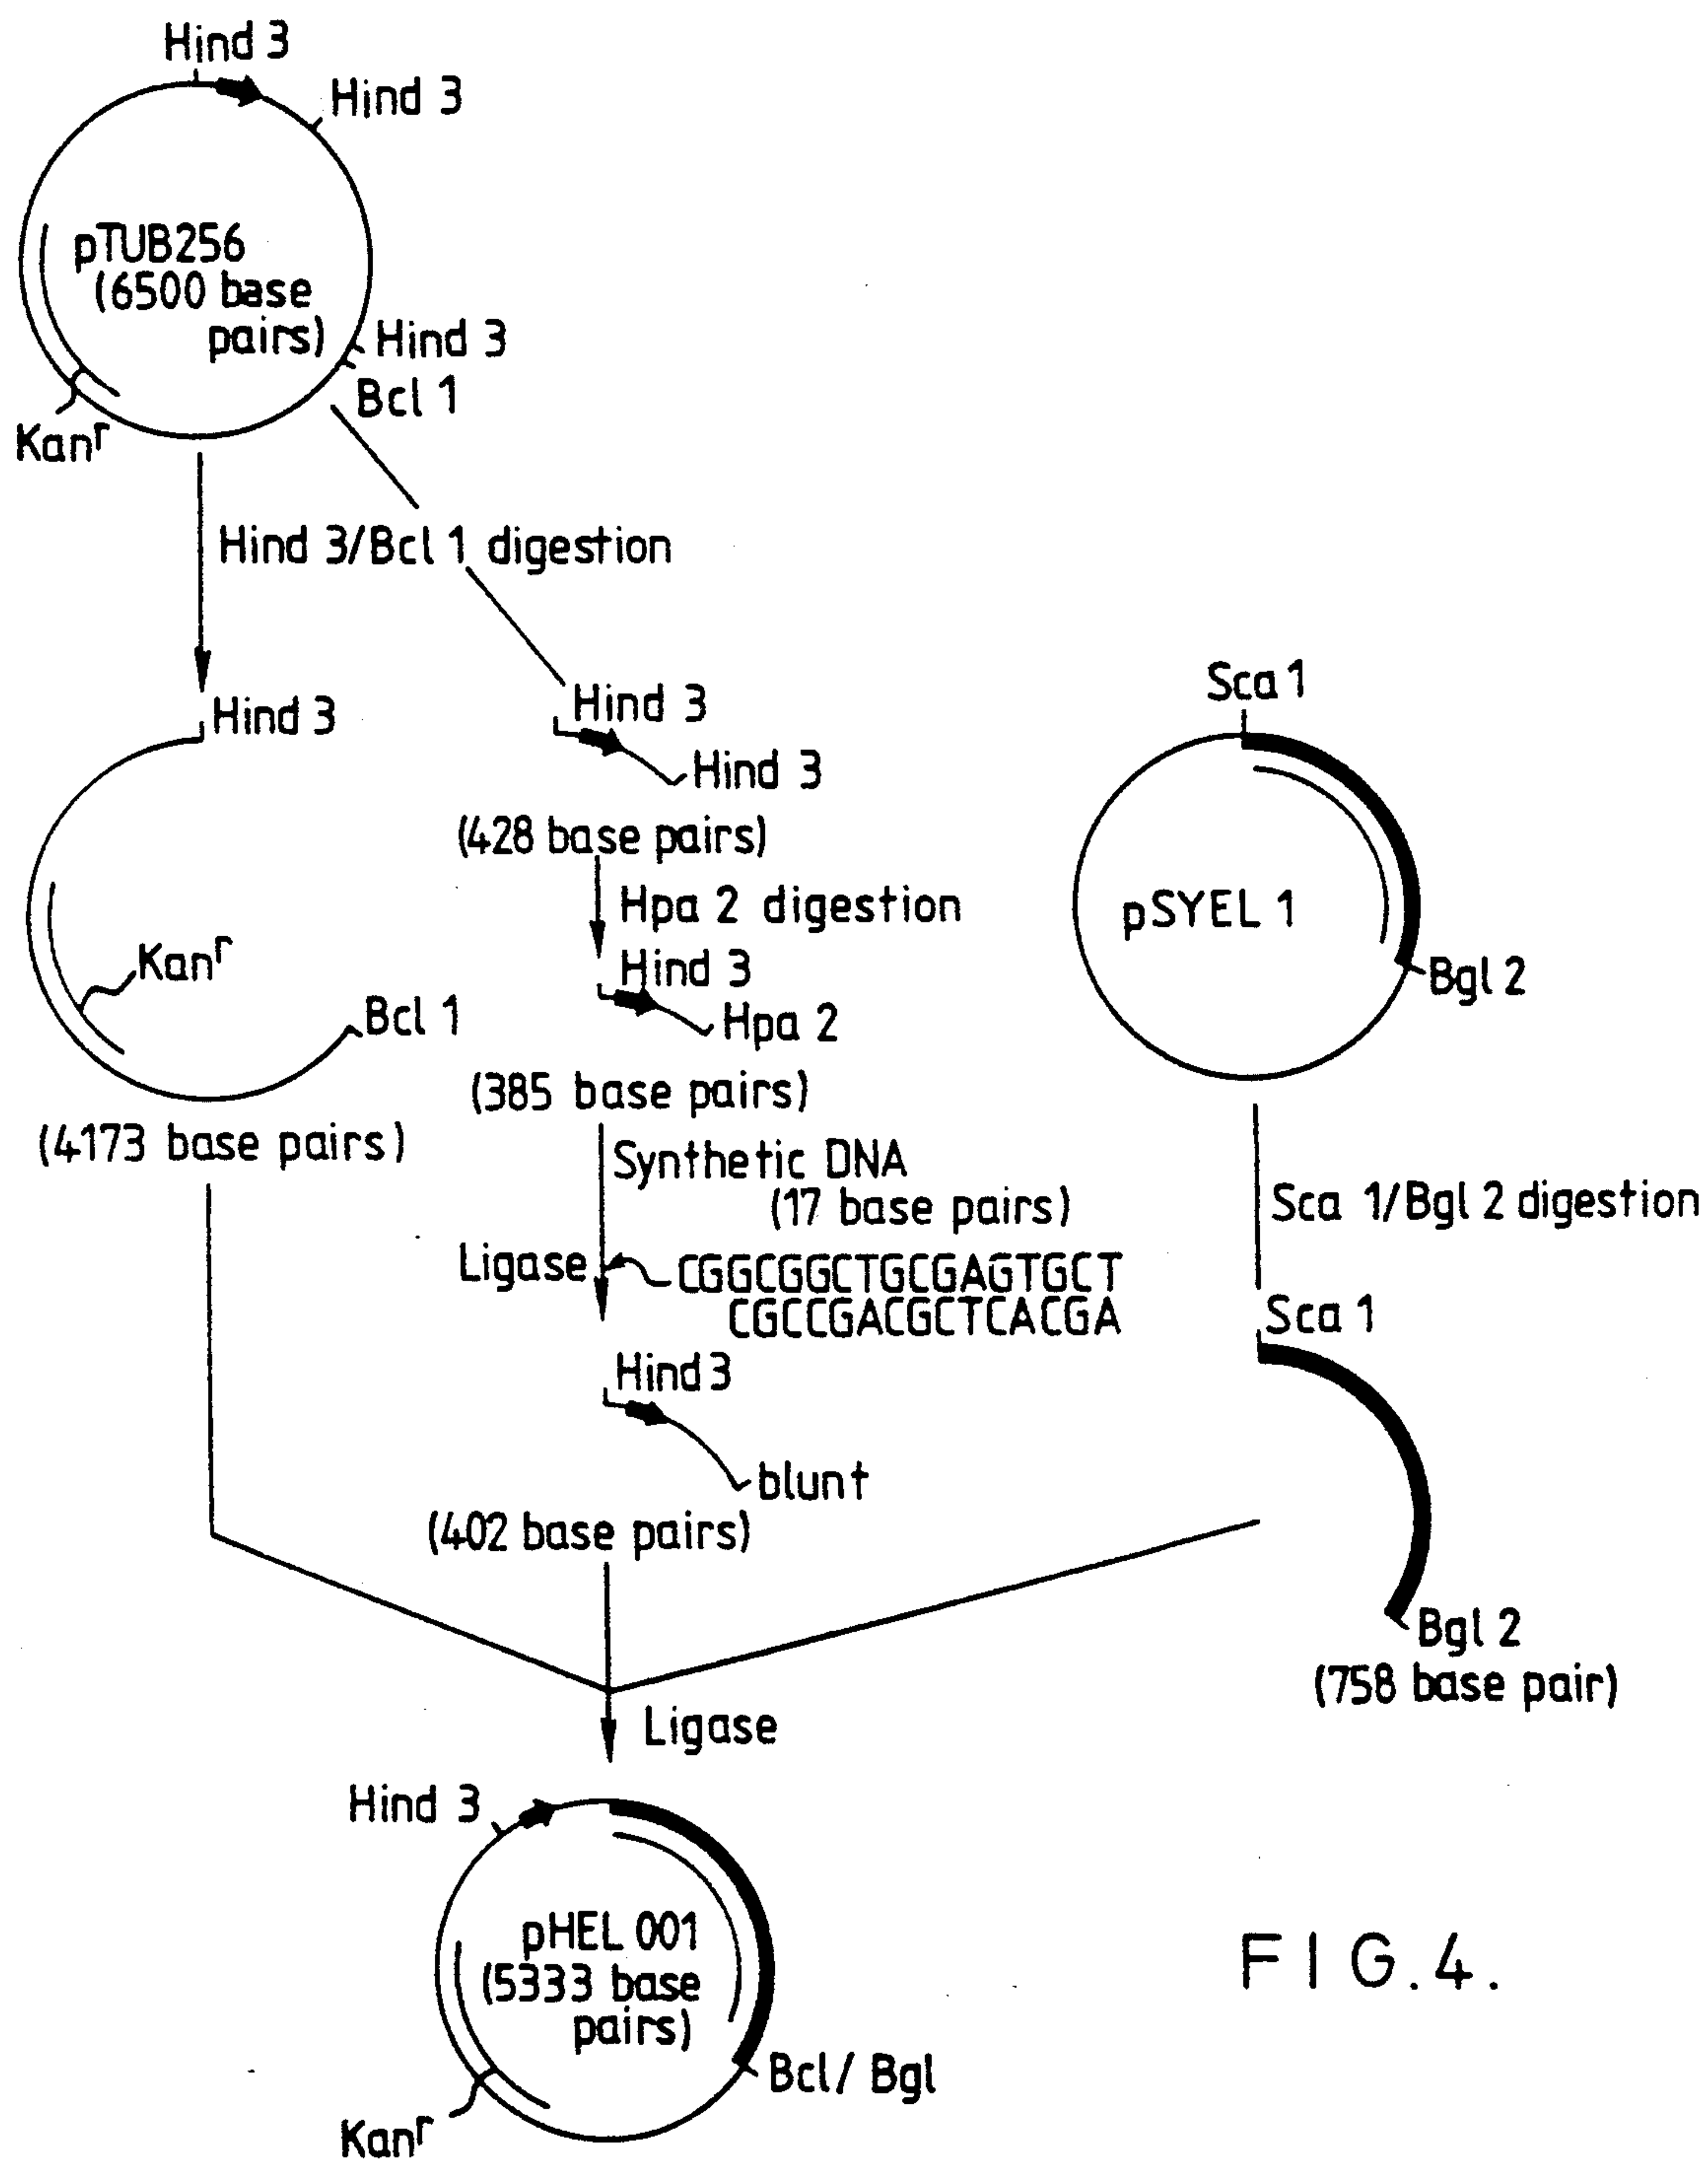 Hind 3
Hind 3
pTUB256
(6500 base
pairs)
Hind 3
Bcl 1
Kanʳ
Hind 3/Bcl 1 digestion
Hind 3
Hind 3
Hind 3
(428 base pairs)
Hpa 2 digestion
Hind 3
Hpa 2
(385 base pairs)
Kanʳ
Bcl 1
(4173 base pairs)
Sca 1
pSYEL 1
Bgl 2
Synthetic DNA
(17 base pairs)
Ligase
CGGCGGCTGCGAGTGCT
CGCCGACGCTCACGA
Sca 1/Bgl 2 digestion
Sca 1
Hind 3
blunt
(402 base pairs)
Bgl 2
(758 base pair)
Ligase
Hind 3
pHEL 001
(5333 base
pairs)
Bcl/ Bgl
Kanʳ
FIG.4.